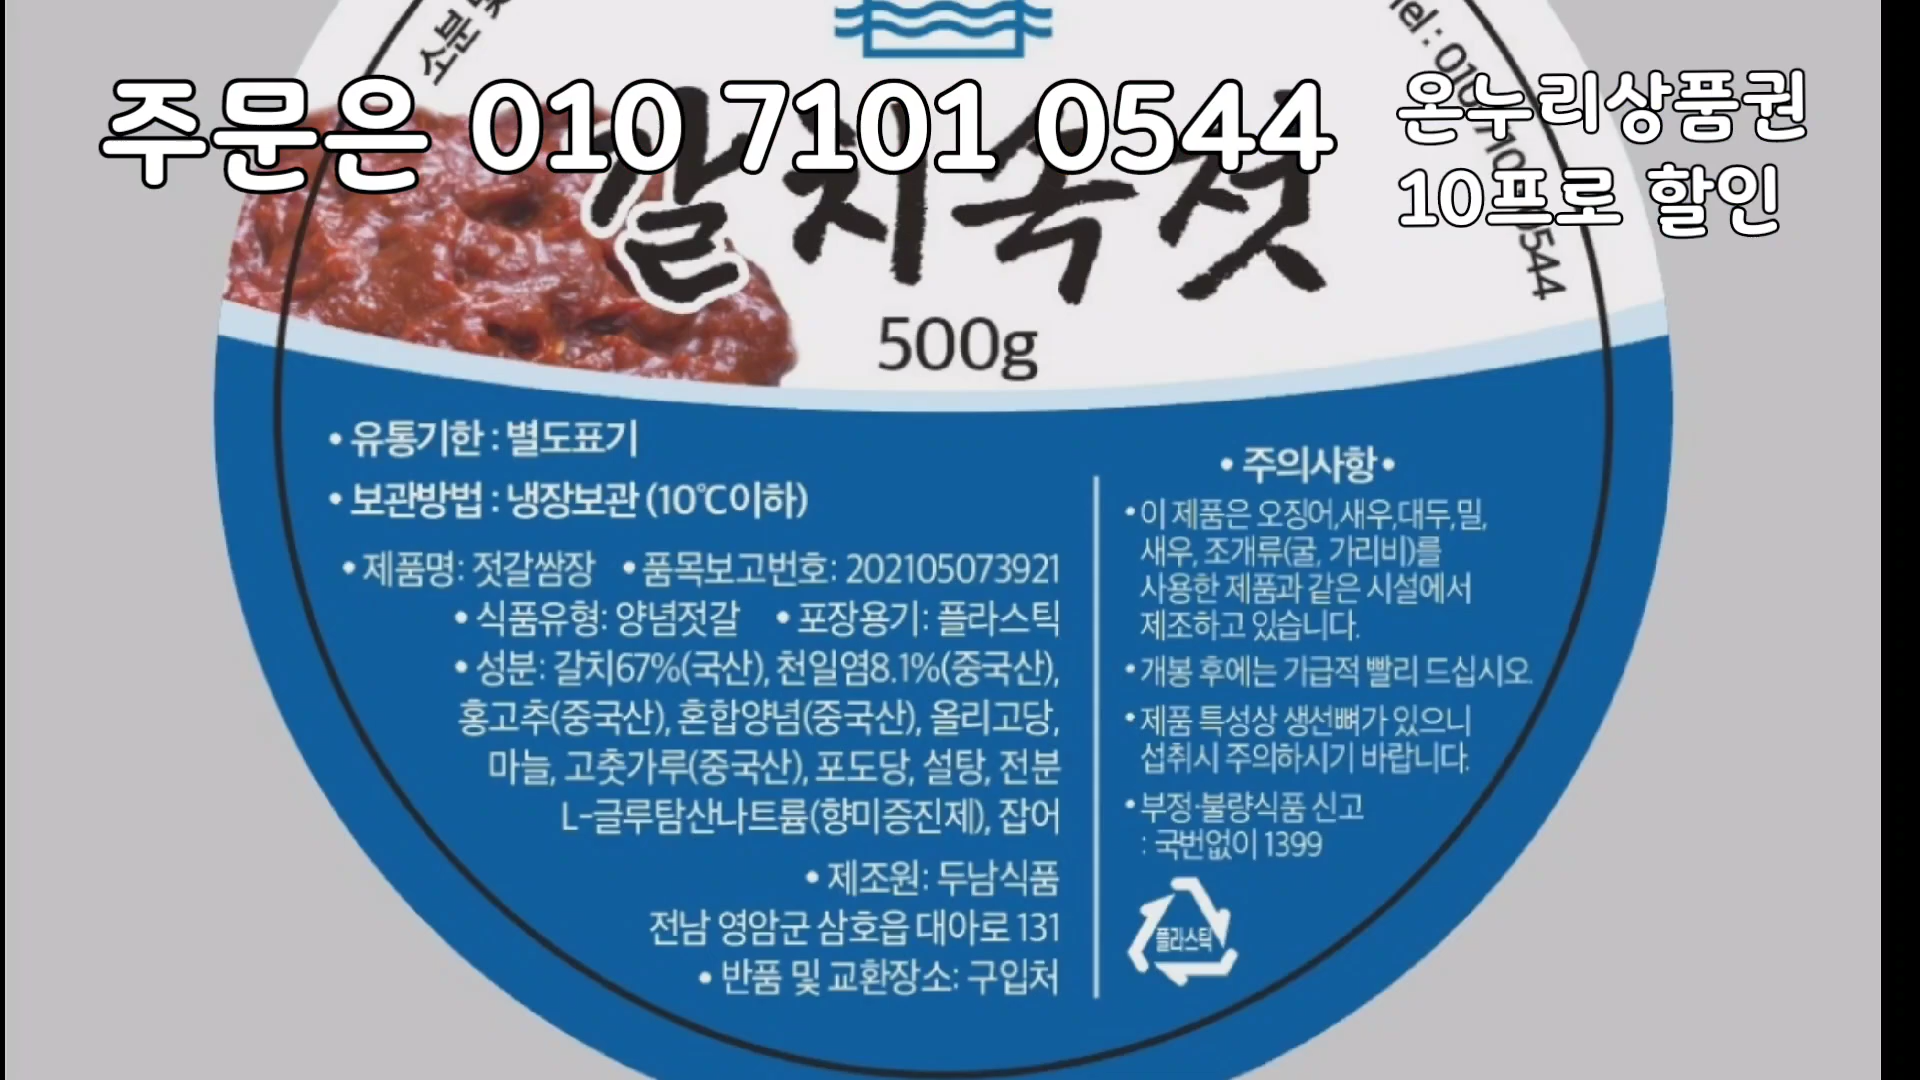 소분 및
Tel : 010 7101 0544
주문은 010 7101 0544
온누리상품권
10프로 할인
갈치속젓
500g
• 유통기한 : 별도표기
• 보관방법 : 냉장보관 (10℃이하)
• 제품명: 젓갈쌈장 • 품목보고번호: 202105073921
• 식품유형: 양념젓갈 • 포장용기: 플라스틱
• 성분: 갈치67%(국산), 천일염8.1%(중국산),
홍고추(중국산), 혼합양념(중국산), 올리고당,
마늘, 고춧가루(중국산), 포도당, 설탕, 전분
L-글루탐산나트륨(향미증진제), 잡어
• 제조원: 두남식품
전남 영암군 삼호읍 대아로 131
• 반품 및 교환장소: 구입처
• 주의사항 •
• 이 제품은 오징어,새우,대두,밀,
새우, 조개류(굴, 가리비)를
사용한 제품과 같은 시설에서
제조하고 있습니다.
• 개봉 후에는 가급적 빨리 드십시오.
• 제품 특성상 생선뼈가 있으니
섭취시 주의하시기 바랍니다.
• 부정·불량식품 신고
: 국번없이 1399
플라스틱